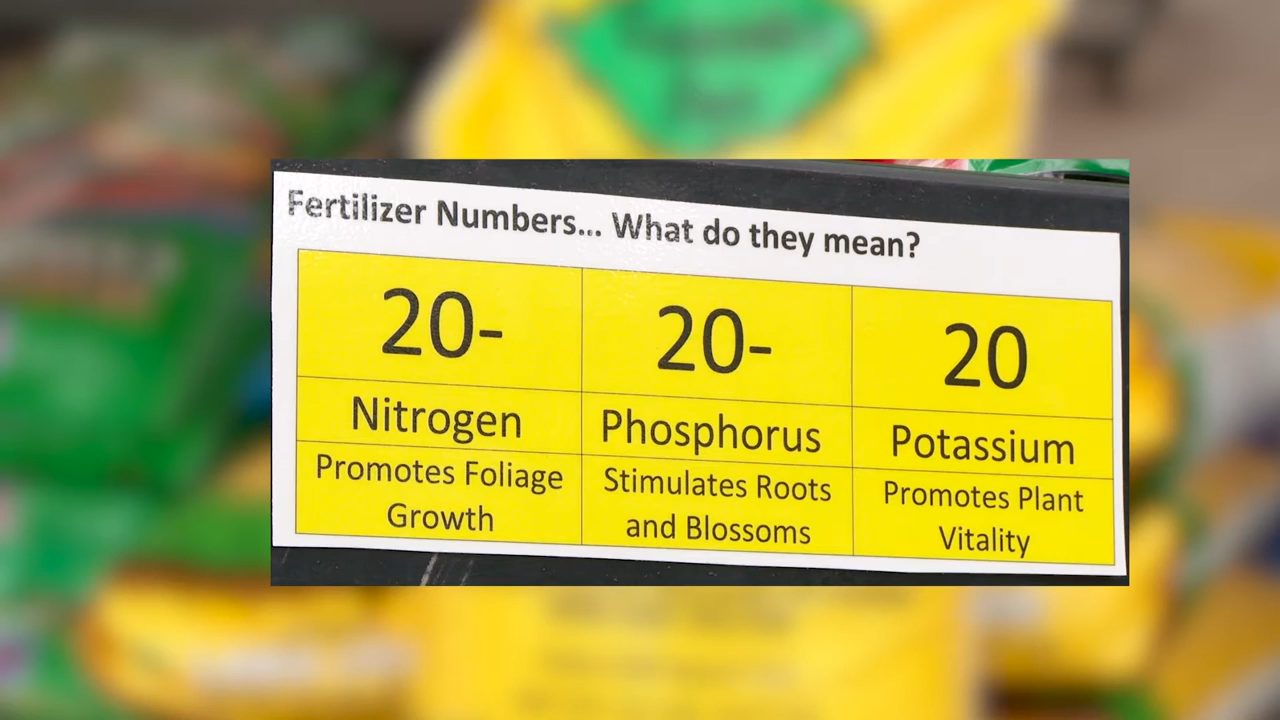 Fertilizer Numbers... What do they mean?
20- 20- 20
Nitrogen Phosphorus Potassium
Promotes Foliage Growth
Stimulates Roots and Blossoms
Promotes Plant Vitality